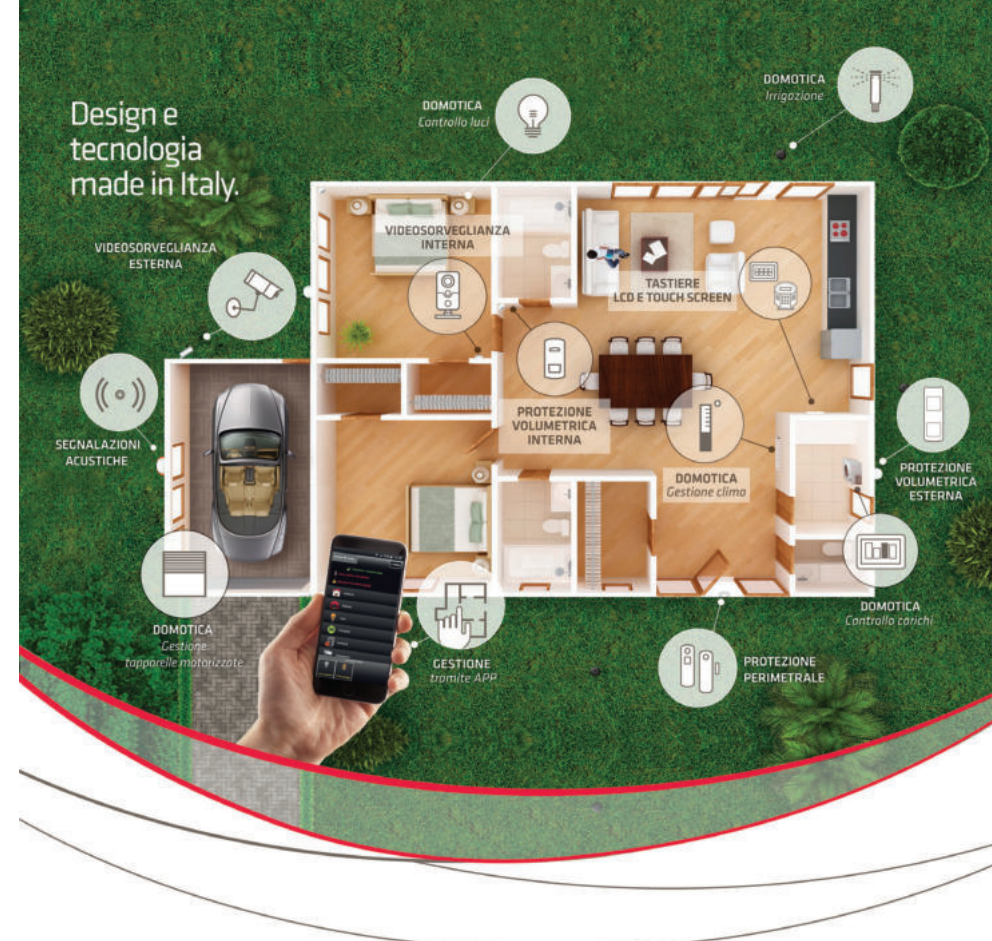 Design e
tecnologia
made in Italy.
DOMOTICA
Controllo luci
DOMOTICA
Irrigazione
VIDEOSORVEGLIANZA
ESTERNA
VIDEOSORVEGLIANZA
INTERNA
TASTIERE
LCD E TOUCH SCREEN
SEGNALAZIONI
ACUSTICHE
PROTEZIONE
VOLUMETRICA
INTERNA
DOMOTICA
Gestione clima
PROTEZIONE
VOLUMETRICA
ESTERNA
DOMOTICA
Gestione
tapparelle motorizzate
GESTIONE
tramite APP
PROTEZIONE
PERIMETRALE
DOMOTICA
Controllo carichi